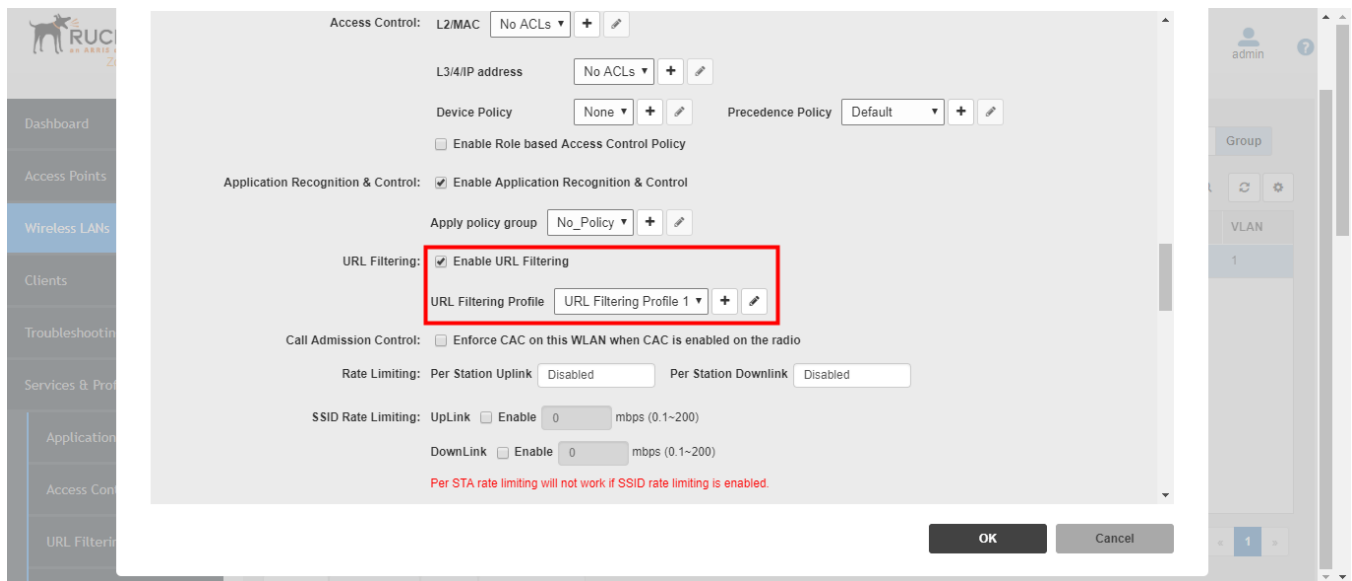 RUC
AN ARRIS
admin
Dashboard
Access Points
Wireless LANs
Clients
Troubleshootin
Services & Prof
Application
Access Con
URL Filterin
Group
VLAN
1
Access Control: L2/MAC No ACLs
L3/4/IP address No ACLs
Device Policy None Precedence Policy Default
Enable Role based Access Control Policy
Application Recognition & Control: Enable Application Recognition & Control
Apply policy group No_Policy
URL Filtering: Enable URL Filtering
URL Filtering Profile URL Filtering Profile 1
Call Admission Control: Enforce CAC on this WLAN when CAC is enabled on the radio
Rate Limiting: Per Station Uplink Disabled Per Station Downlink Disabled
SSID Rate Limiting: UpLink Enable 0 mbps (0.1~200)
DownLink Enable 0 mbps (0.1~200)
Per STA rate limiting will not work if SSID rate limiting is enabled.
OK Cancel
« 1 »